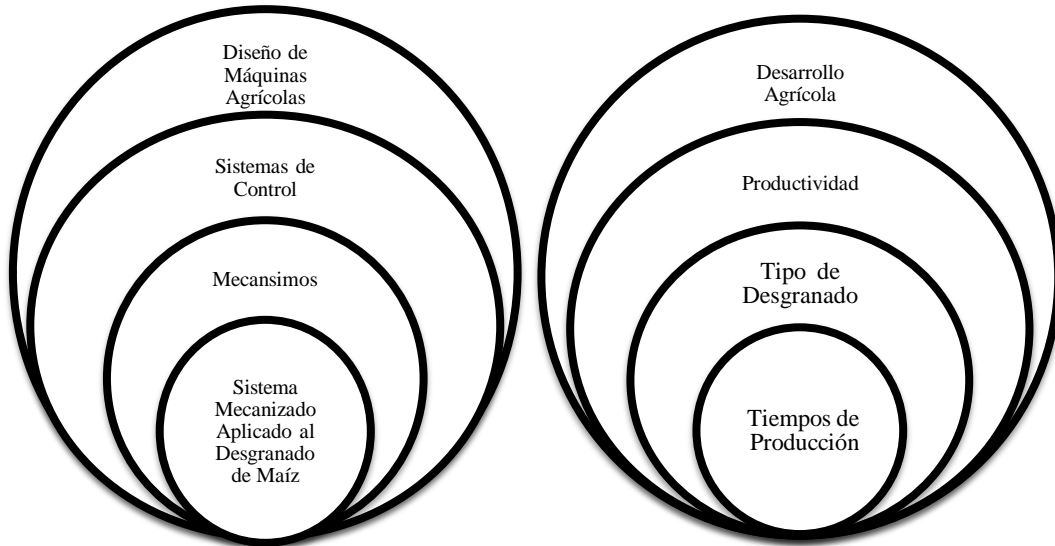 Diseño de
Máquinas
Agrícolas
Sistemas de
Control
Mecansimos
Sistema
Mecanizado
Aplicado al
Desgranado
de Maíz
Desarrollo
Agrícola
Productividad
Tipo de
Desgranado
Tiempos de
Producción